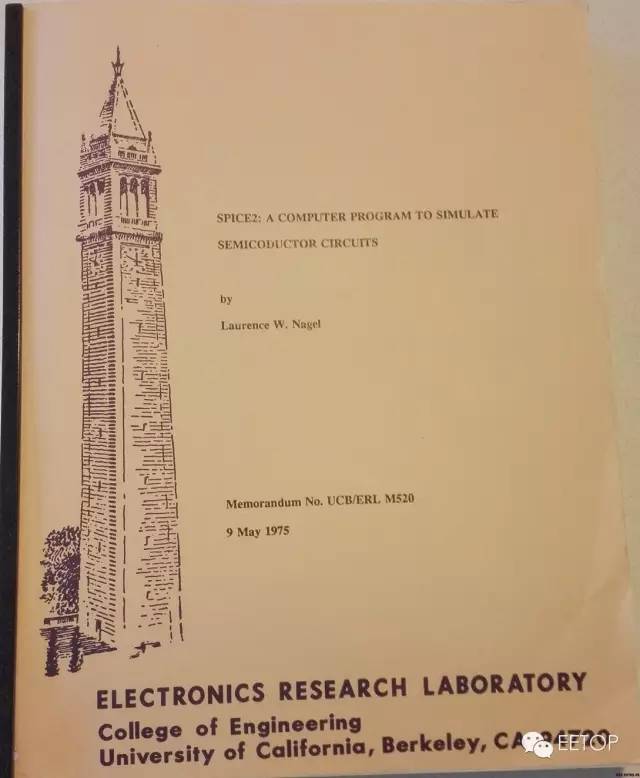 SPICE2: A COMPUTER PROGRAM TO SIMULATE
SEMICODUCTOR CIRCUITS
by
Laurence W. Nagel
Memorandum No. UCB/ERL M520
9 May 1975
ELECTRONICS RESEARCH LABORATORY
College of Engineering
University of California, Berkeley, CA
EETOP